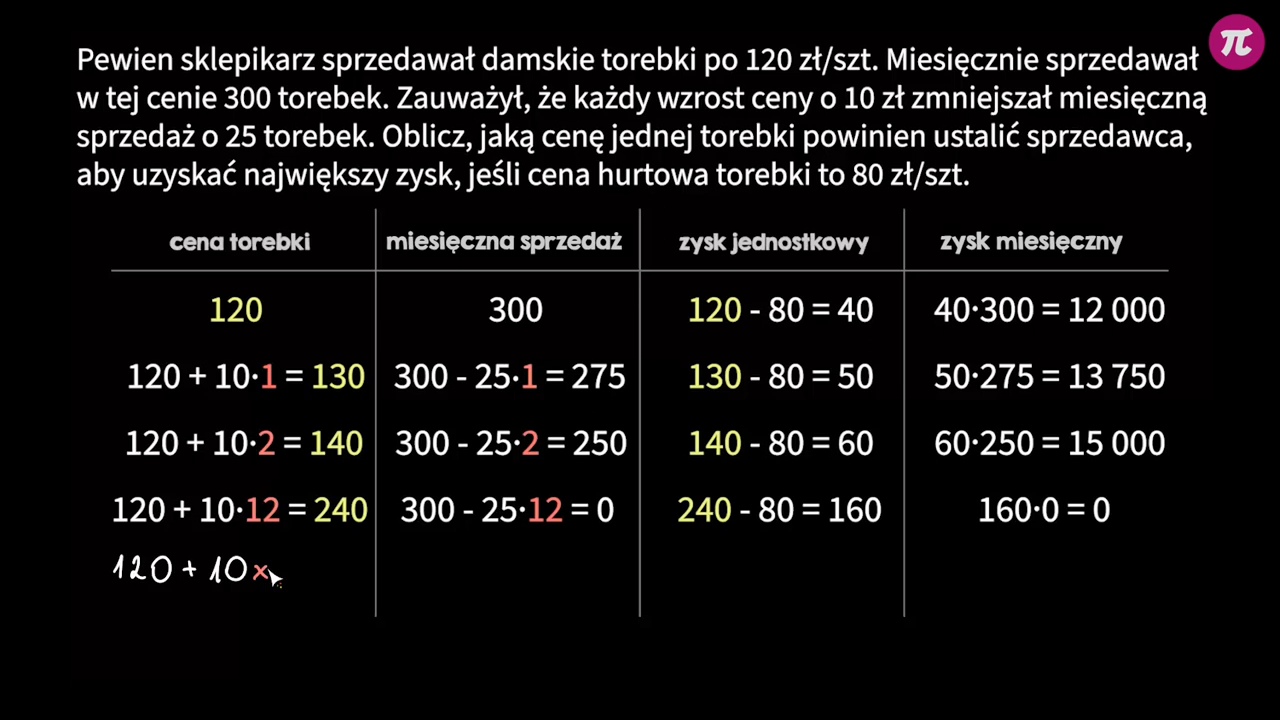 π
Pewien sklepikarz sprzedawał damskie torebki po 120 zł/szt. Miesięcznie sprzedawał
w tej cenie 300 torebek. Zauważył, że każdy wzrost ceny o 10 zł zmniejszał miesięczną
sprzedaż o 25 torebek. Oblicz, jaką cenę jednej torebki powinien ustalić sprzedawca,
aby uzyskać największy zysk, jeśli cena hurtowa torebki to 80 zł/szt.
cena torebki miesięczna sprzedaż zysk jednostkowy zysk miesięczny
120 300 120 - 80 = 40 40·300 = 12 000
120 + 10·1 = 130 300 - 25·1 = 275 130 - 80 = 50 50·275 = 13 750
120 + 10·2 = 140 300 - 25·2 = 250 140 - 80 = 60 60·250 = 15 000
120 + 10·12 = 240 300 - 25·12 = 0 240 - 80 = 160 160·0 = 0
120 + 10x